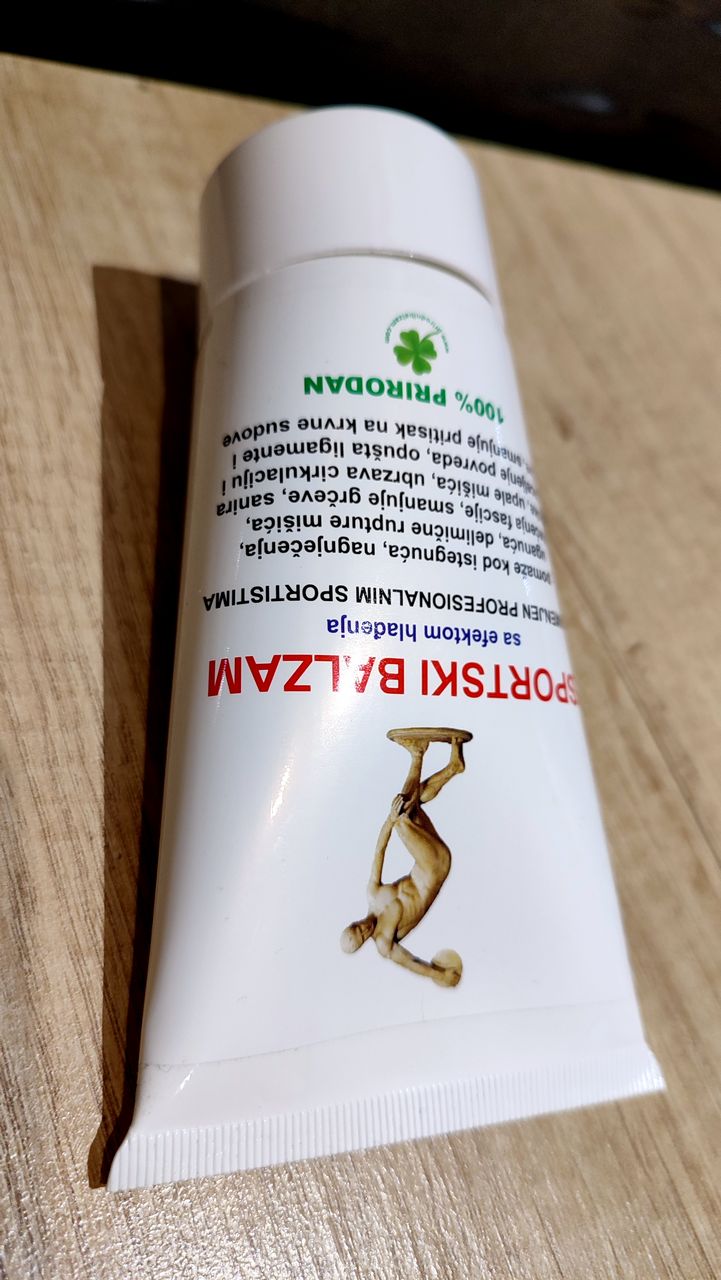 SPORTSKI BALZAM
sa efektom hlađenja
PROFESIONALNIM SPORTISTIMA
pomaže kod istegnuća, nagnječenja,
uganuća, delimične rupture mišića,
fascije, smanjuje grčeve, sanira
upale mišića, ubrzava cirkulaciju i
povreda, opušta ligamente i
smanjuje pritisak na krvne sudove
100% PRIRODAN